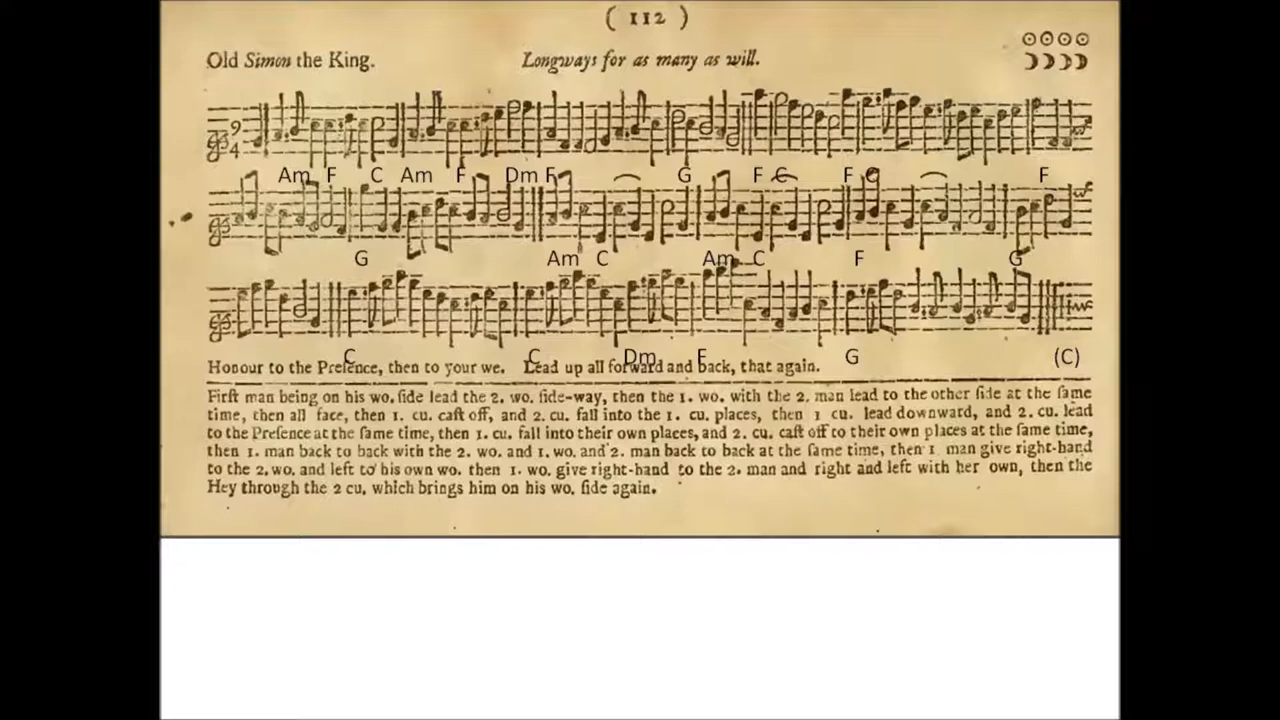 ( 112 )
Old Simon the King. Longways for as many as will.
9
4
Am F C Am F Dm F G F C F C F
G Am C Am C F G
C C Dm F G (C)
Honour to the Preſence, then to your we. Lead up all forward and back, that again.
Firſt man being on his wo. ſide lead the 2. wo. ſide-way, then the 1. wo. with the 2. man lead to the other ſide at the ſame
time, then all face, then 1. cu. caſt off, and 2. cu. fall into the 1. cu. places, then 1 cu. lead downward, and 2. cu. lead
to the Preſence at the ſame time, then 1. cu. fall into their own places, and 2. cu. caſt off to their own places at the ſame time,
then 1. man back to back with the 2. wo. and 1. wo. and 2. man back to back at the ſame time, then 1 man give right-hand
to the 2. wo. and left to his own wo. then 1. wo. give right-hand to the 2. man and right and left with her own, then the
Hey through the 2 cu. which brings him on his wo. ſide again.